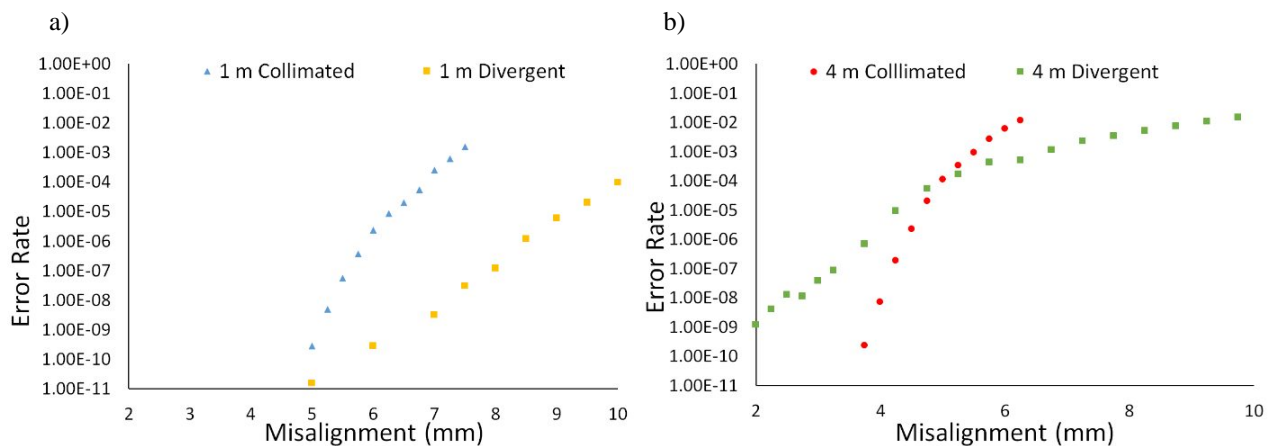 a)
1.00E+00
1.00E-01
1.00E-02
1.00E-03
1.00E-04
1.00E-05
1.00E-06
1.00E-07
1.00E-08
1.00E-09
1.00E-10
1.00E-11
Error Rate
1 m Collimated
1 m Divergent
2 3 4 5 6 7 8 9 10
Misalignment (mm)
b)
1.00E+00
1.00E-01
1.00E-02
1.00E-03
1.00E-04
1.00E-05
1.00E-06
1.00E-07
1.00E-08
1.00E-09
1.00E-10
1.00E-11
Error Rate
4 m Colllimated
4 m Divergent
2 4 6 8 10
Misalignment (mm)